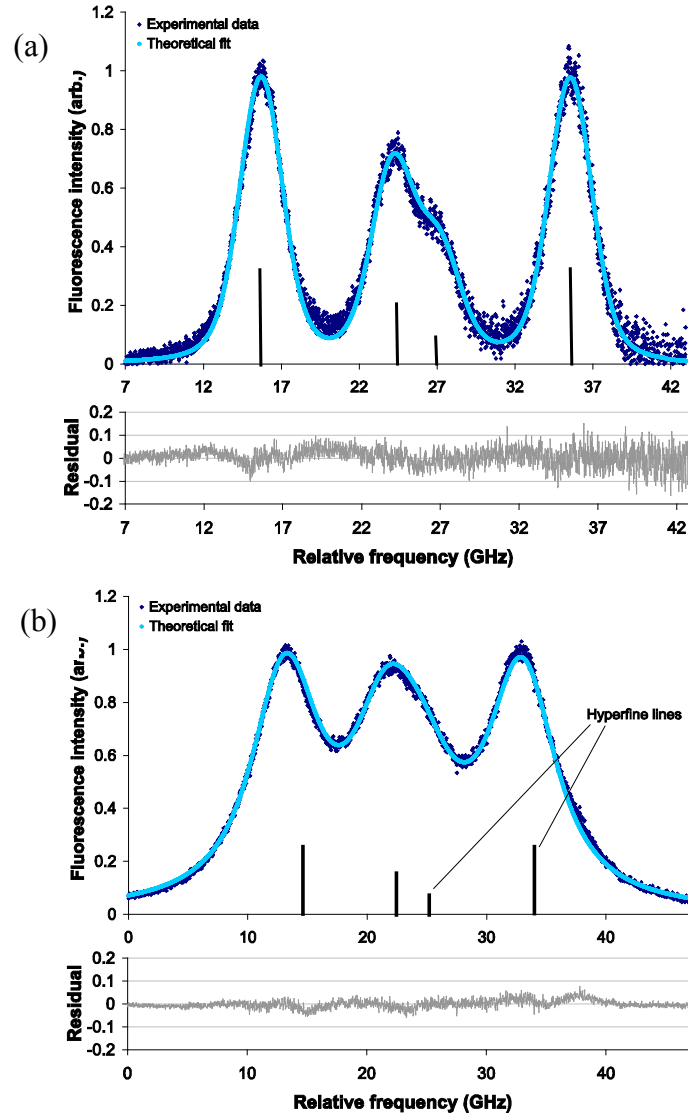 (a)
Fluorescence intensity (arb.)
1.2
1
0.8
0.6
0.4
0.2
0
Experimental data
Theoretical fit
7 12 17 22 27 32 37 42
Residual
0.2
0.1
0
-0.1
-0.2
7 12 17 22 27 32 37 42
Relative frequency (GHz)
(b)
Fluorescence intensity (arb.)
1.2
1
0.8
0.6
0.4
0.2
0
Experimental data
Theoretical fit
Hyperfine lines
0 10 20 30 40
Residual
0.2
0.1
0
-0.1
-0.2
0 10 20 30 40
Relative frequency (GHz)